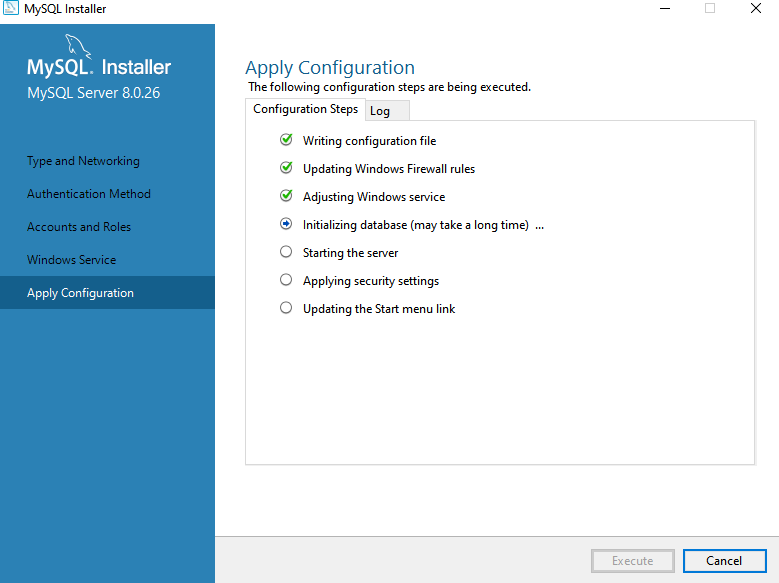 MySQL Installer
MySQL. Installer
MySQL Server 8.0.26
Type and Networking
Authentication Method
Accounts and Roles
Windows Service
Apply Configuration
Apply Configuration
The following configuration steps are being executed.
Configuration Steps Log
Writing configuration file
Updating Windows Firewall rules
Adjusting Windows service
Initializing database (may take a long time) ...
Starting the server
Applying security settings
Updating the Start menu link
Execute Cancel